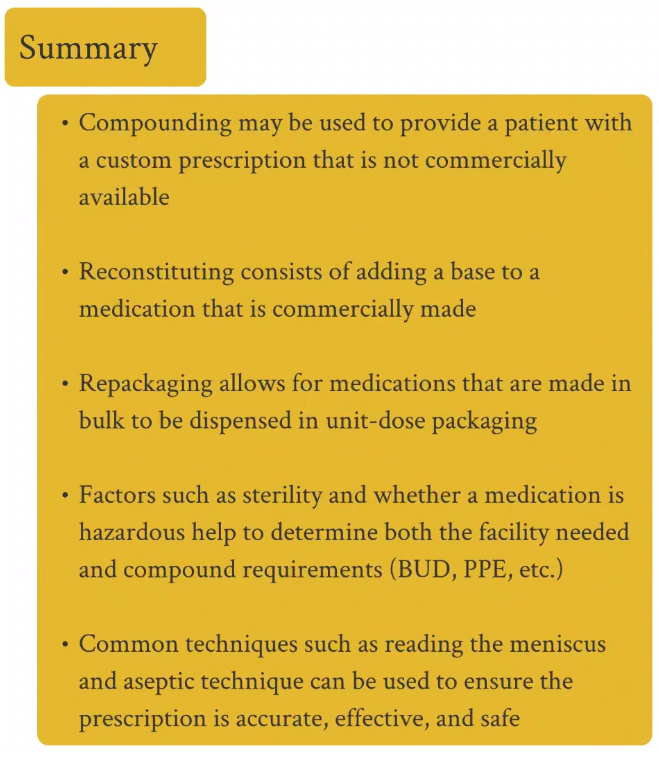 Summary
• Compounding may be used to provide a patient with
a custom prescription that is not commercially
available
• Reconstituting consists of adding a base to a
medication that is commercially made
• Repackaging allows for medications that are made in
bulk to be dispensed in unit-dose packaging
• Factors such as sterility and whether a medication is
hazardous help to determine both the facility needed
and compound requirements (BUD, PPE, etc.)
• Common techniques such as reading the meniscus
and aseptic technique can be used to ensure the
prescription is accurate, effective, and safe